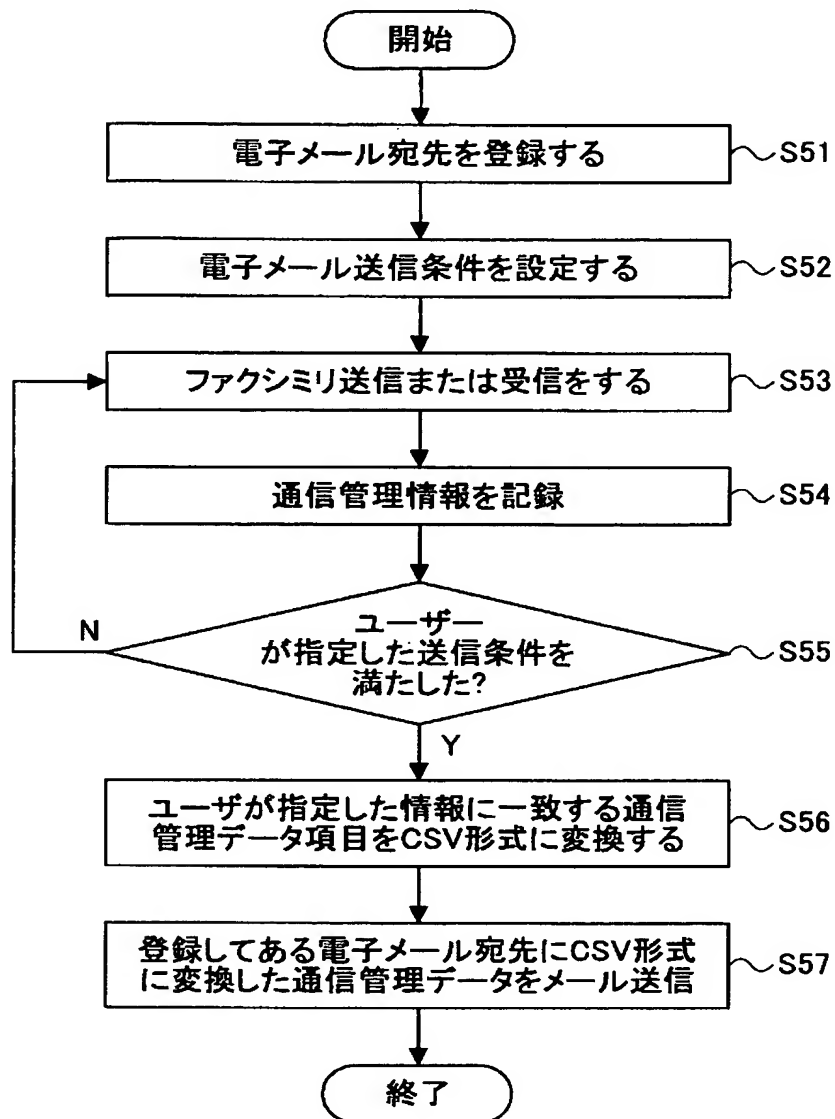 開始
電子メール宛先を登録する
S51
電子メール送信条件を設定する
S52
ファクシミリ送信または受信をする
S53
通信管理情報を記録
S54
ユーザー
が指定した送信条件を
満たした?
S55
N
Y
ユーザが指定した情報に一致する通信
管理データ項目をCSV形式に変換する
S56
登録してある電子メール宛先にCSV形式
に変換した通信管理データをメール送信
S57
終了